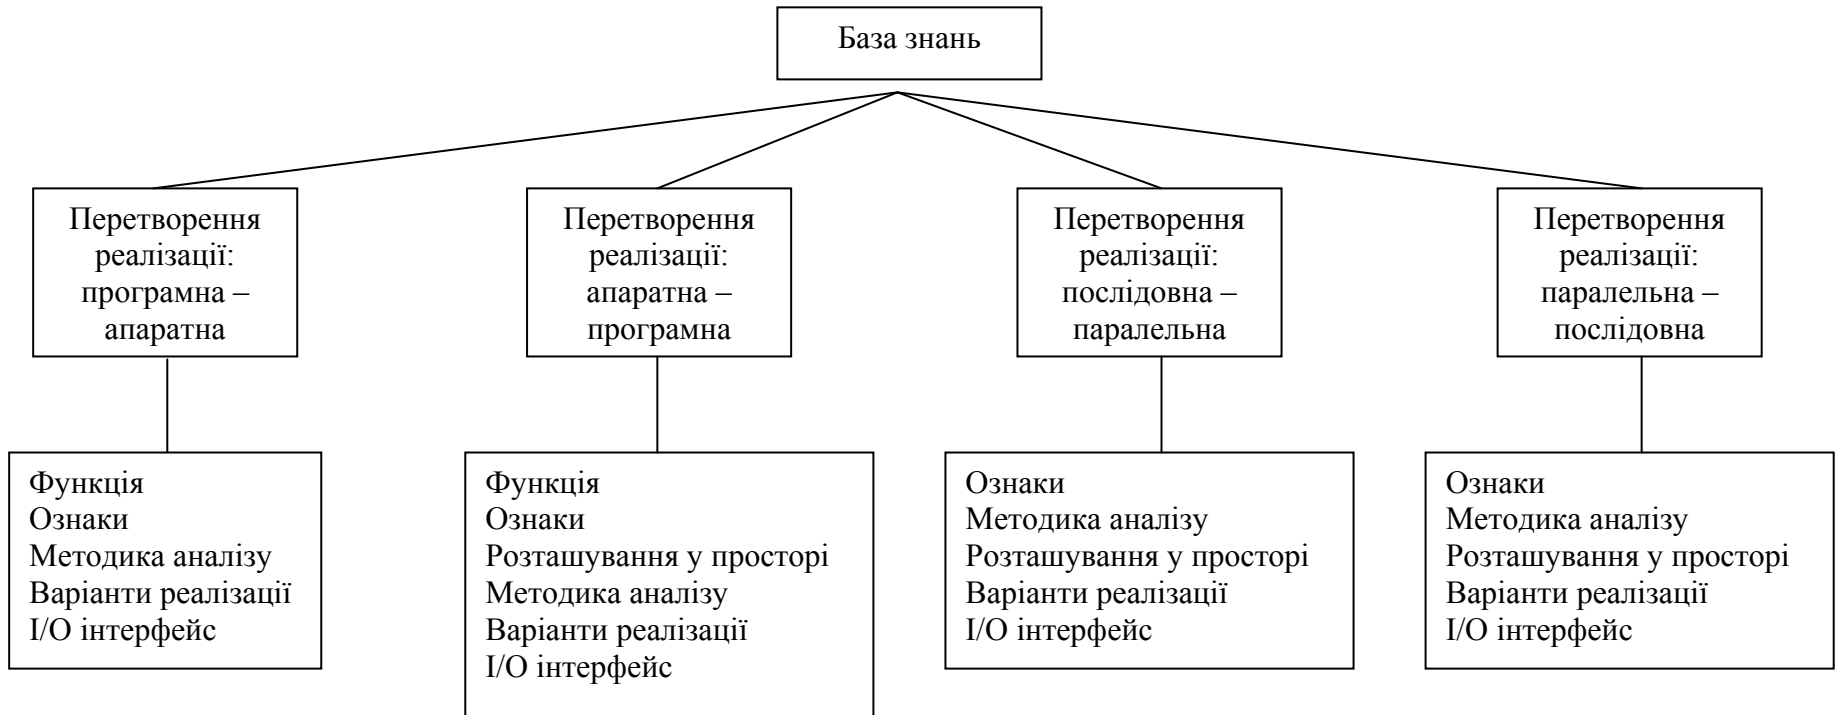 База знань
Перетворення
реалізації:
програмна –
апаратна
Перетворення
реалізації:
апаратна –
програмна
Перетворення
реалізації:
послідовна –
паралельна
Перетворення
реалізації:
паралельна –
послідовна
Функція
Ознаки
Методика аналізу
Варіанти реалізації
I/O інтерфейс
Функція
Ознаки
Розташування у просторі
Методика аналізу
Варіанти реалізації
I/O інтерфейс
Ознаки
Методика аналізу
Розташування у просторі
Варіанти реалізації
I/O інтерфейс
Ознаки
Методика аналізу
Розташування у просторі
Варіанти реалізації
I/O інтерфейс